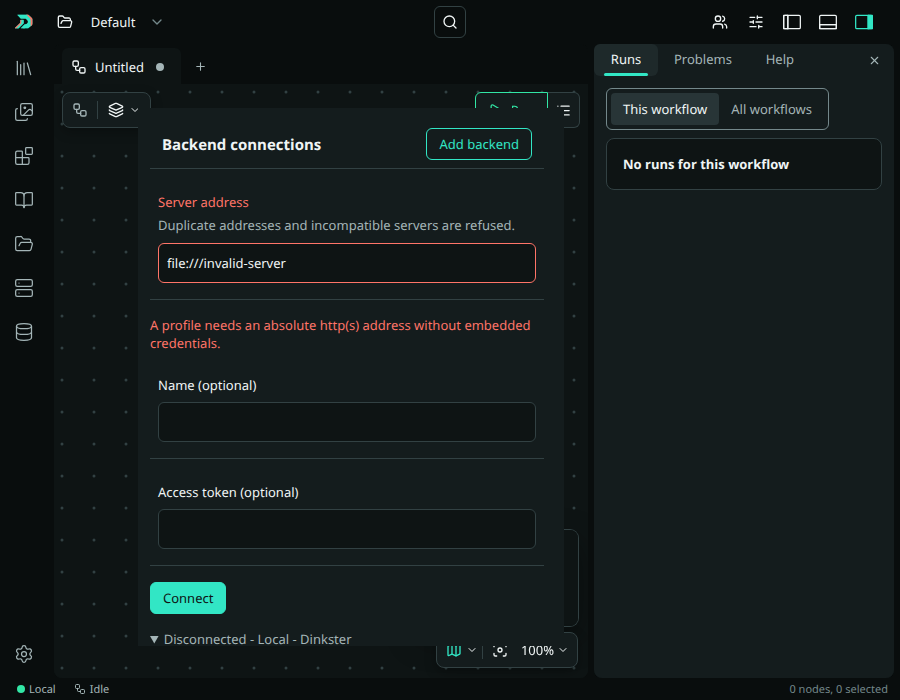 Default
Untitled
Runs
Problems
Help
This workflow
All workflows
No runs for this workflow
Backend connections
Add backend
Server address
Duplicate addresses and incompatible servers are refused.
file:///invalid-server
A profile needs an absolute http(s) address without embedded
credentials.
Name (optional)
Access token (optional)
Connect
Disconnected - Local - Dinkster
100%
Local
Idle
0 nodes, 0 selected